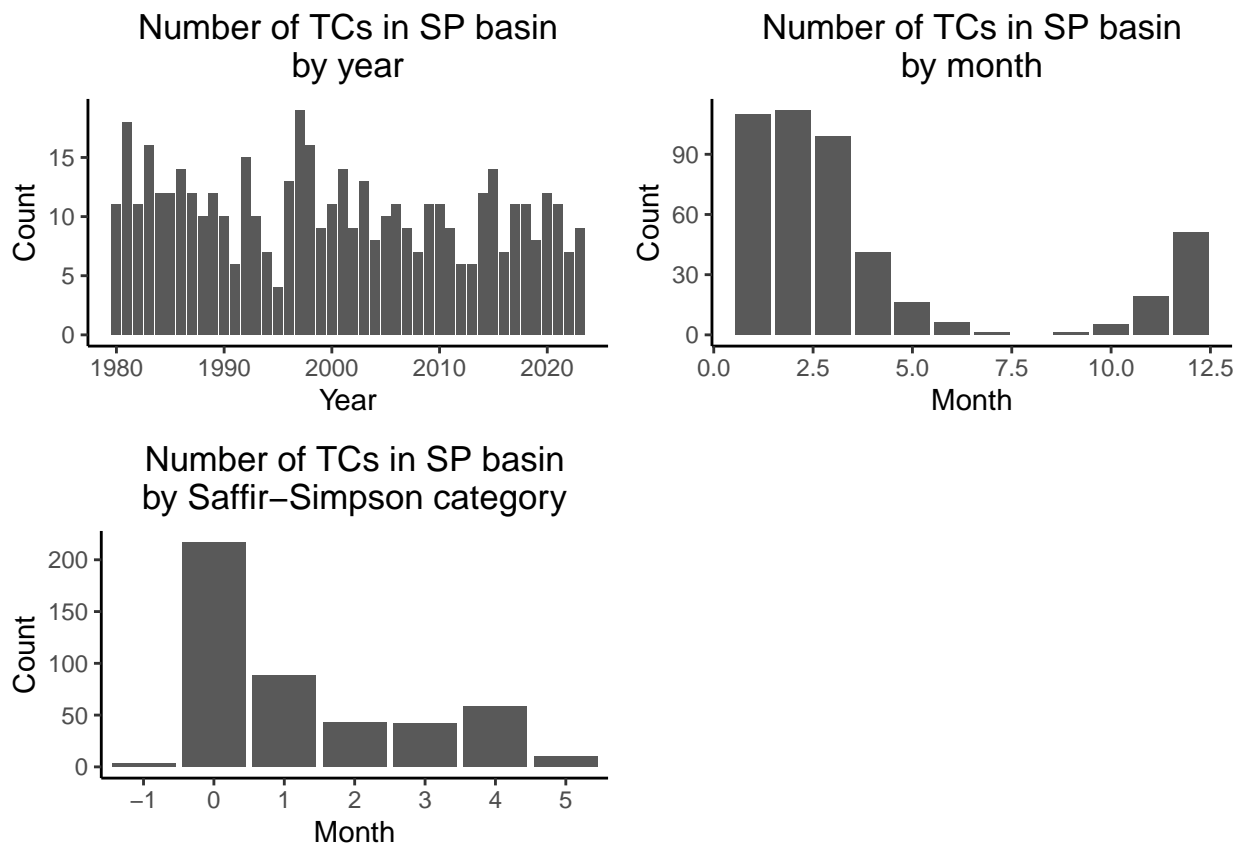 Number of TCs in SP basin
by year
15
10
5
0
Count
1980 1990 2000 2010 2020
Year
Number of TCs in SP basin
by month
90
60
30
0
Count
0.0 2.5 5.0 7.5 10.0 12.5
Month
Number of TCs in SP basin
by Saffir−Simpson category
200
150
100
50
0
Count
−1 0 1 2 3 4 5
Month